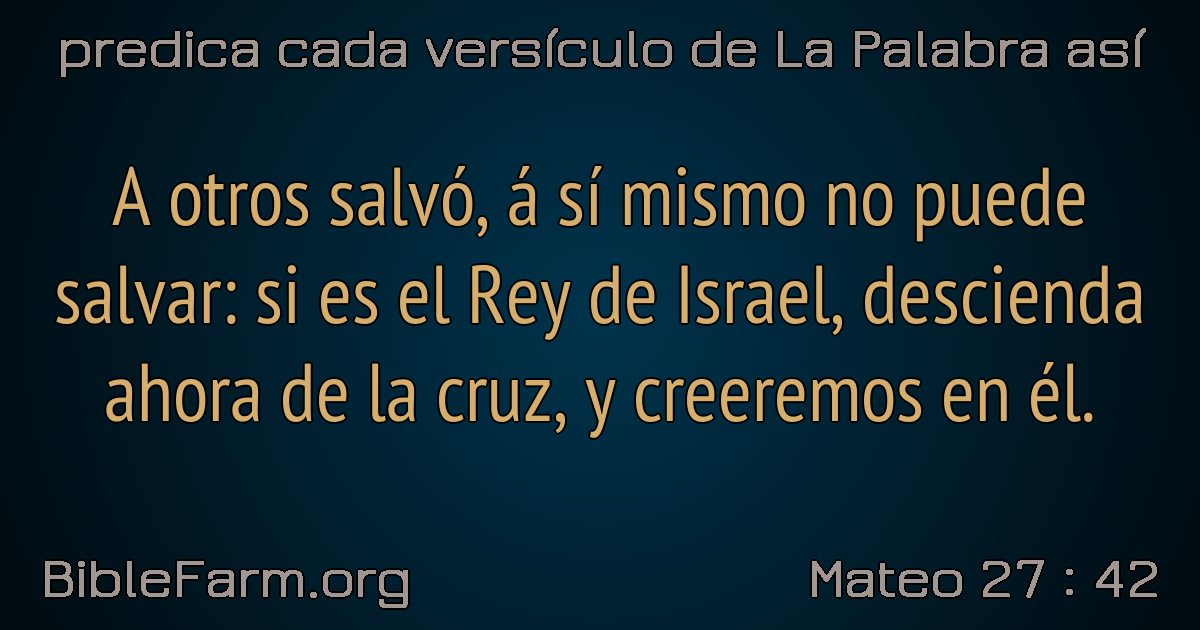 predica cada versículo de La Palabra así
A otros salvó, á sí mismo no puede
salvar: si es el Rey de Israel, descienda
ahora de la cruz, y creeremos en él.
BibleFarm.org
Mateo 27 : 42